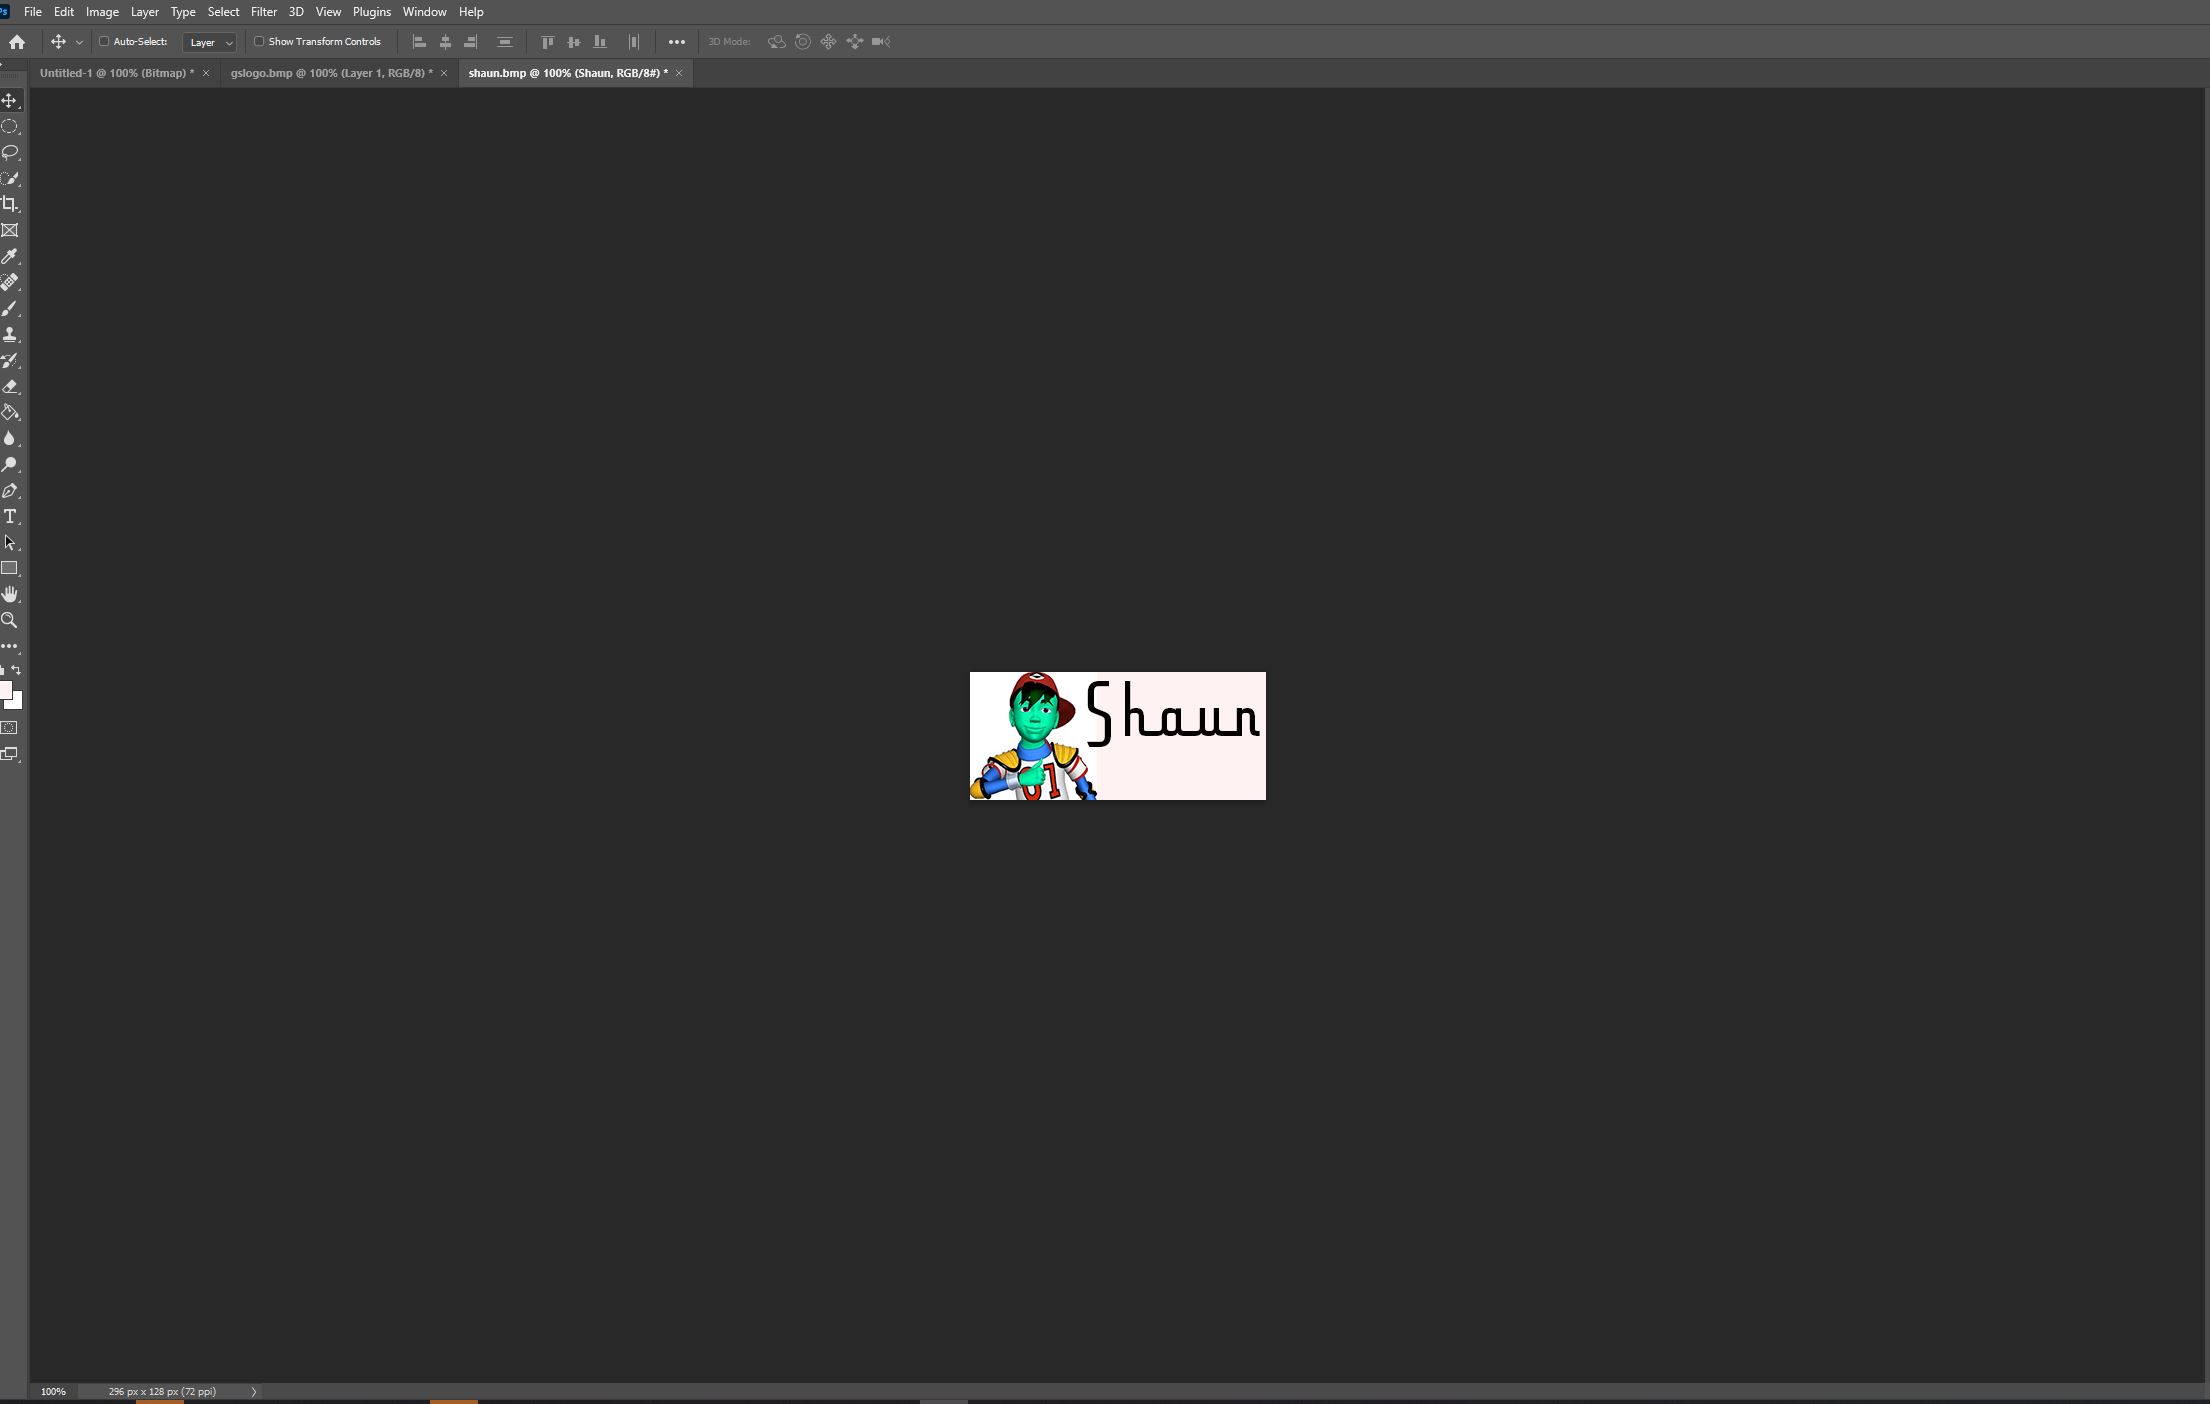 Ps File Edit Image Layer Type Select Filter 3D View Plugins Window Help
Auto-Select: Layer Show Transform Controls 3D Mode:
Untitled-1 @ 100% (Bitmap) * × gslogo.bmp @ 100% (Layer 1, RGB/8) * × shaun.bmp @ 100% (Shaun, RGB/8#) * ×
Shaun
01
100% 296 px x 128 px (72 ppi)